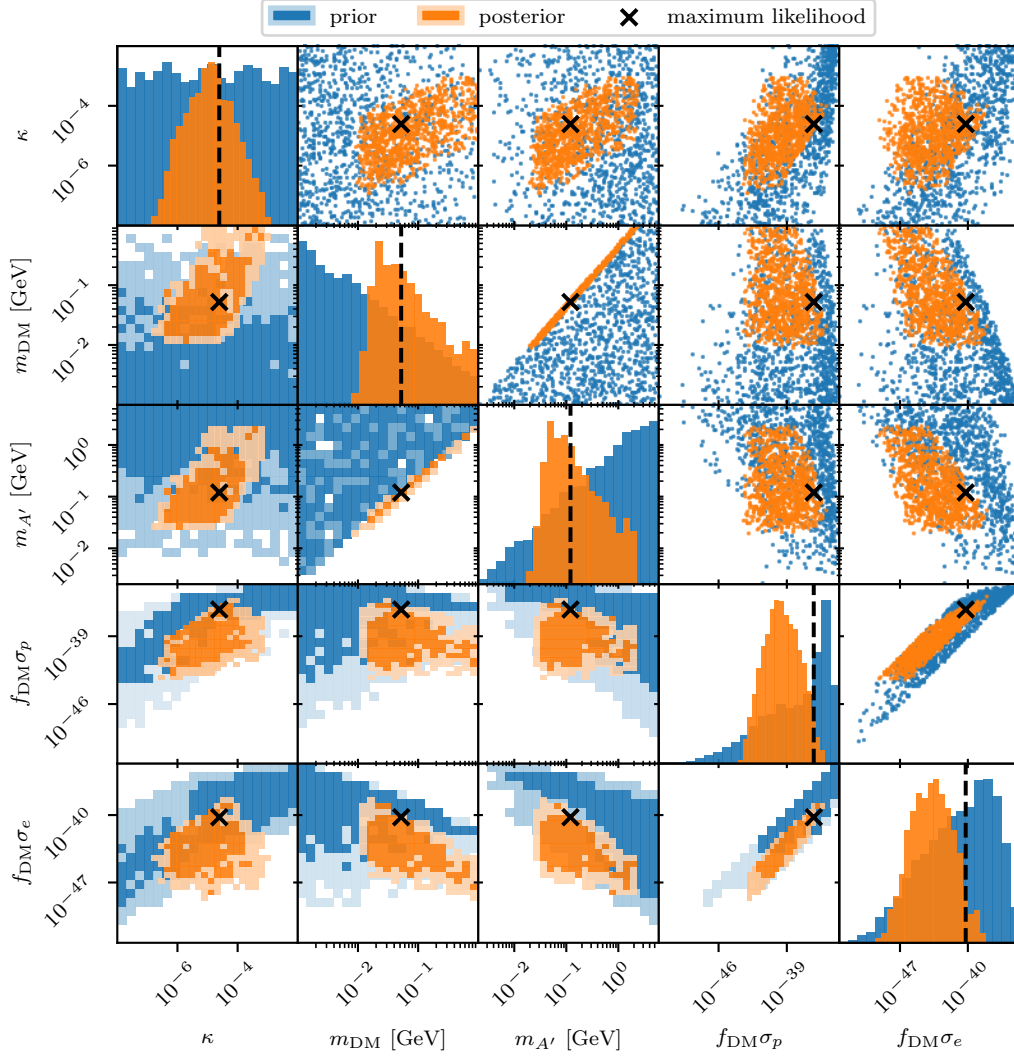 prior posterior maximum likelihood
κ
10⁻⁴
10⁻⁶
m_DM [GeV]
10⁻¹
10⁻²
m_A′ [GeV]
10⁰
10⁻¹
10⁻²
f_DM σ_p
10⁻³⁹
10⁻⁴⁶
f_DM σ_e
10⁻⁴⁰
10⁻⁴⁷
10⁻⁶ 10⁻⁴ 10⁻² 10⁻¹ 10⁻² 10⁻¹ 10⁰ 10⁻⁴⁶ 10⁻³⁹ 10⁻⁴⁷ 10⁻⁴⁰
κ m_DM [GeV] m_A′ [GeV] f_DM σ_p f_DM σ_e